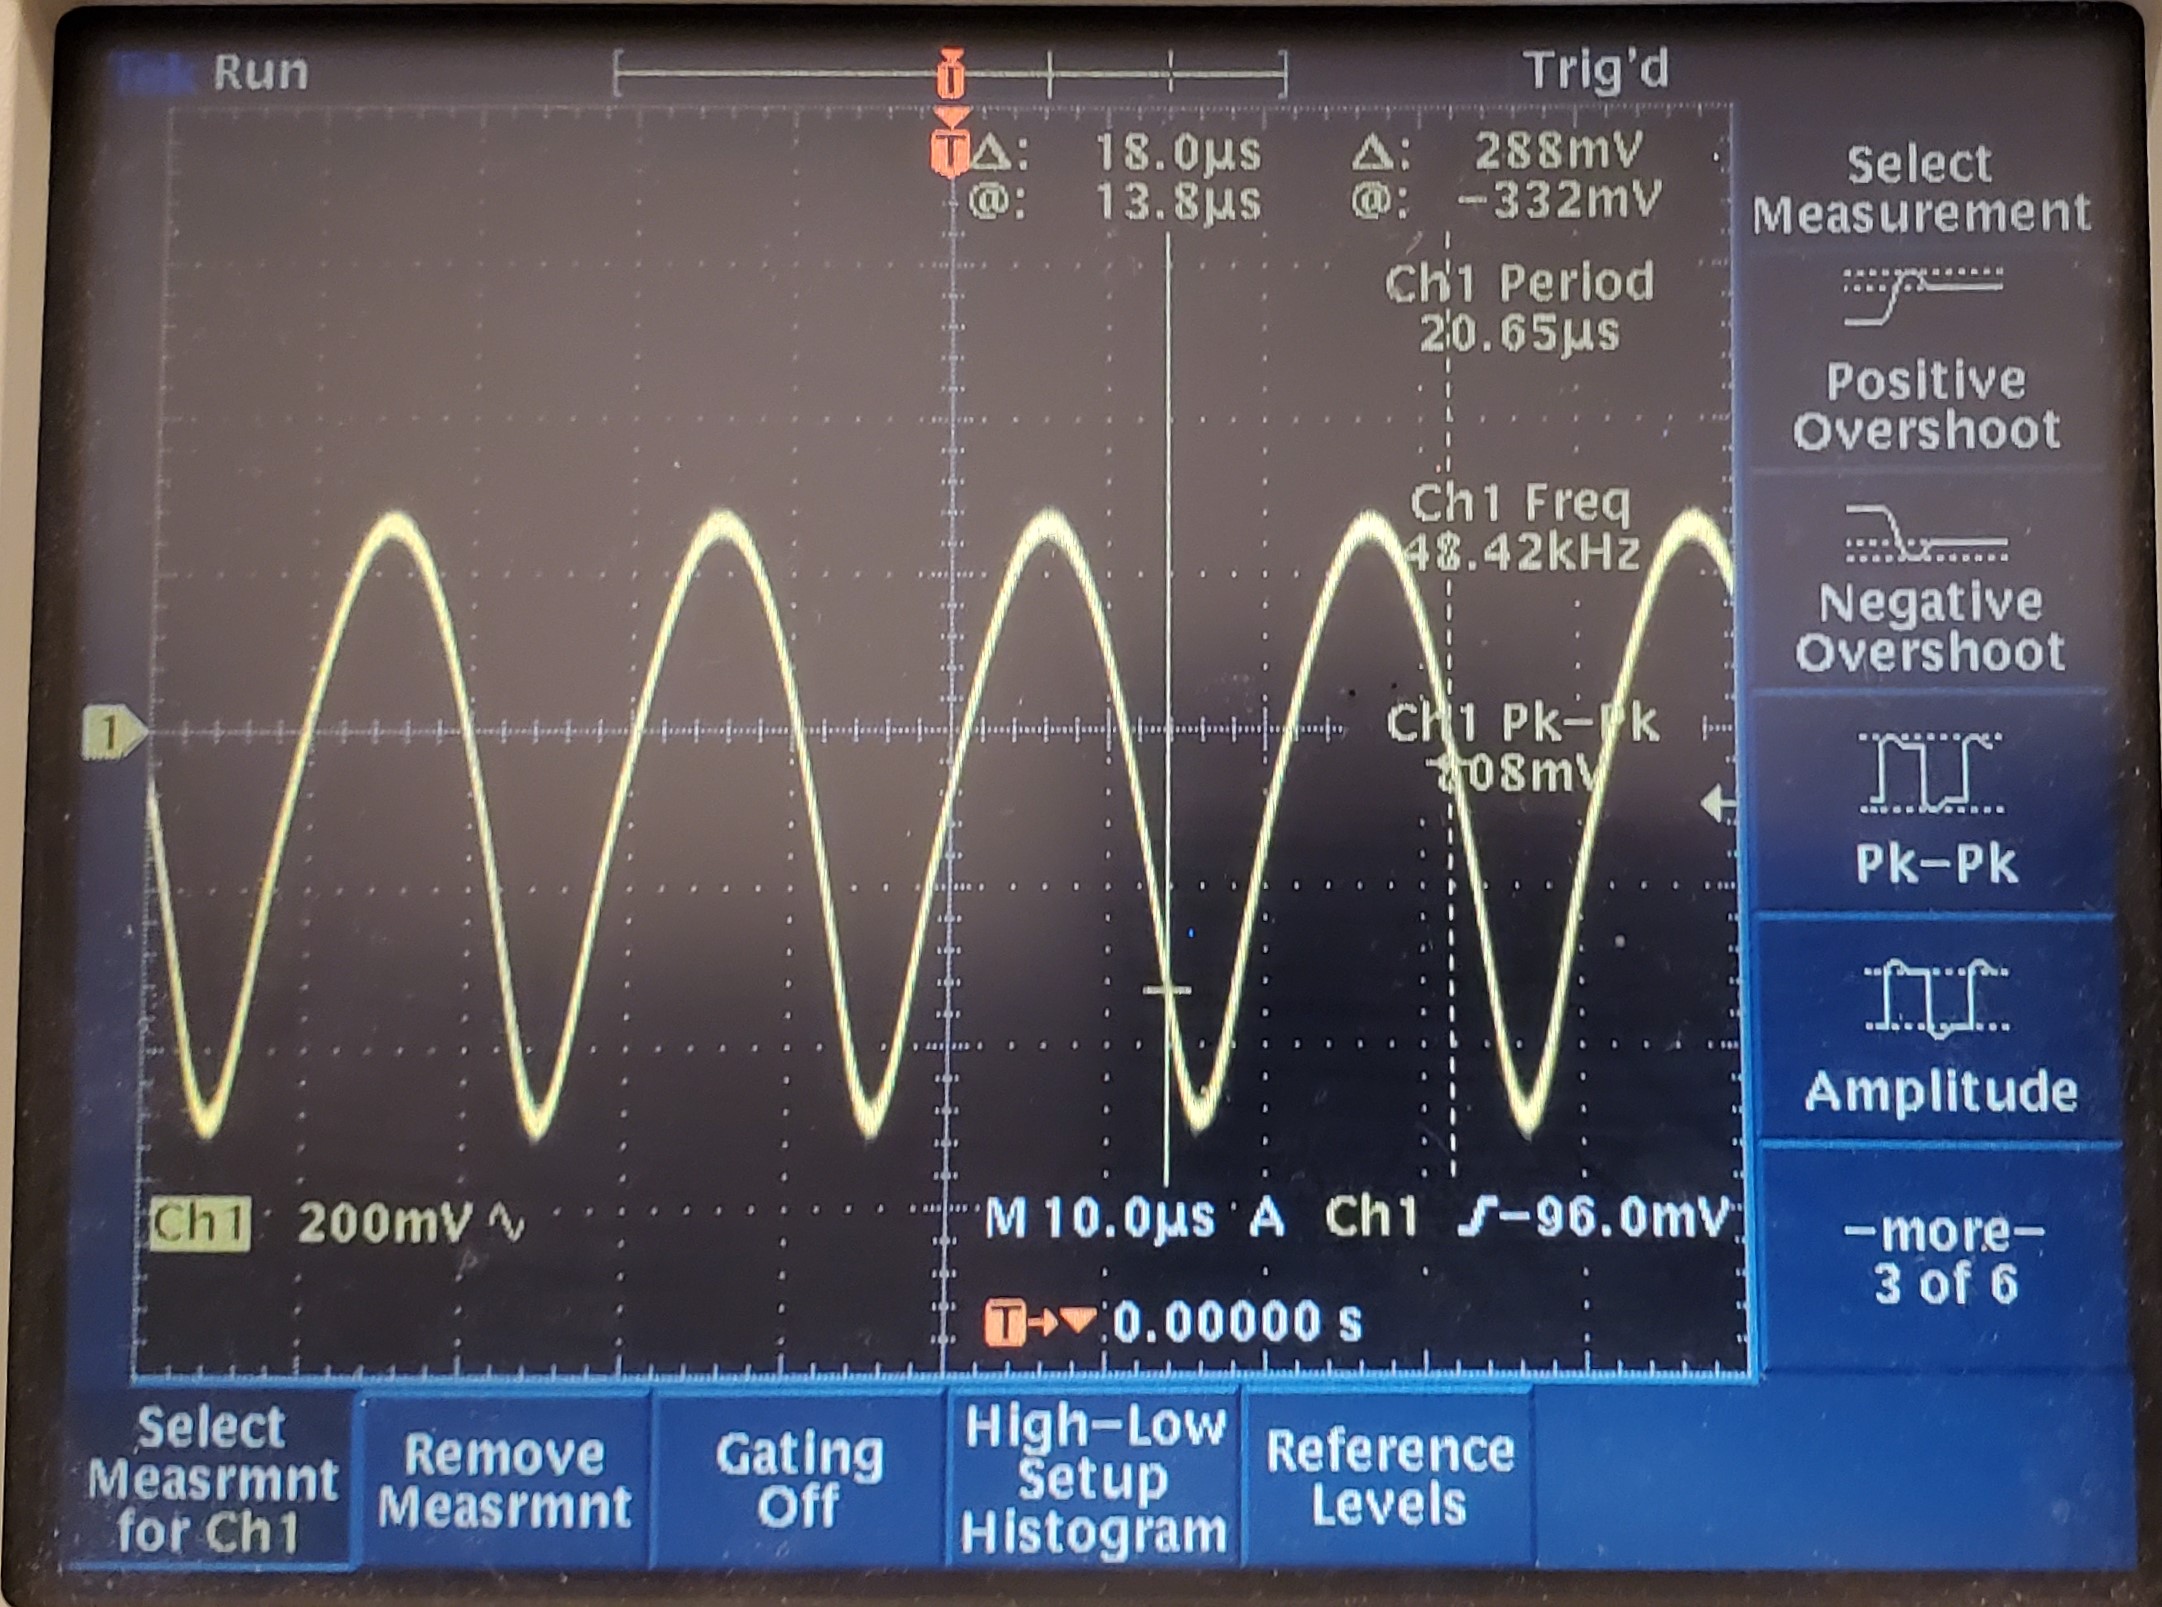 Tek Run
Trig'd
T
T
Δ: 18.0µs Δ: 288mV
@: 13.8µs @: -332mV
Ch1 Period
20.65µs
Ch1 Freq
48.42kHz
Ch1 Pk-Pk
808mV
1
Ch1 200mV
M 10.0µs A Ch1 -96.0mV
T 0.00000 s
Select
Measurement
Positive
Overshoot
Negative
Overshoot
Pk-Pk
Amplitude
-more-
3 of 6
Select
Measrmnt
for Ch1
Remove
Measrmnt
Gating
Off
High-Low
Setup
Histogram
Reference
Levels